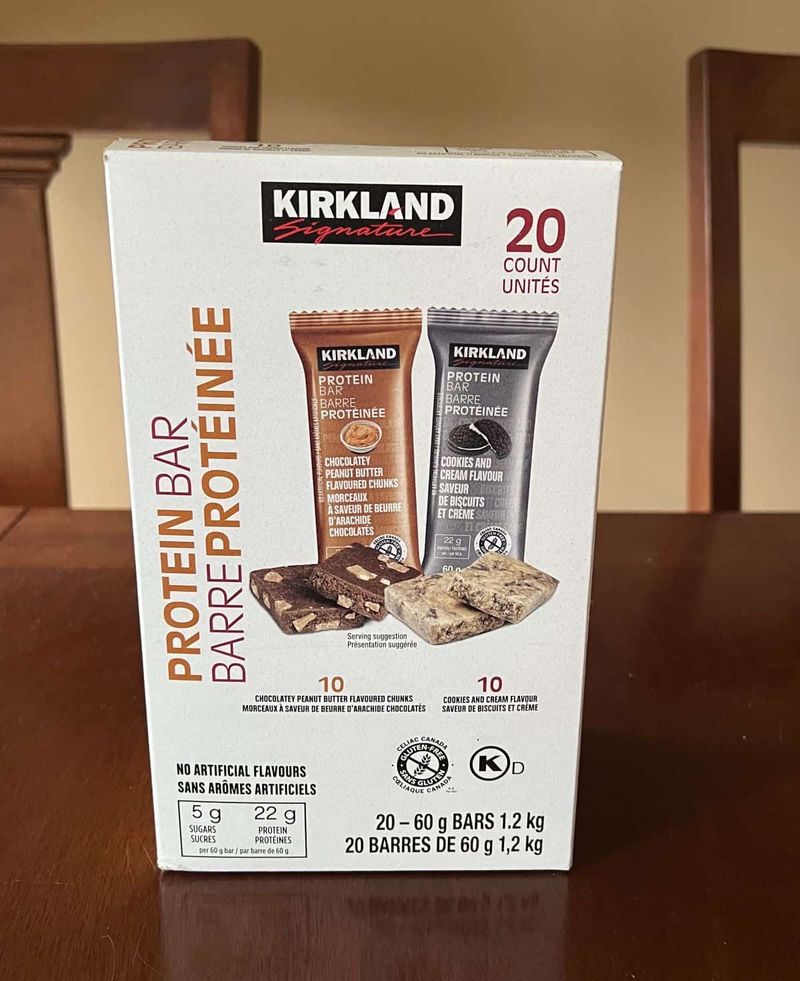 KIRKLAND
Signature
20
COUNT
UNITÉS
PROTEIN BAR
BARRE PROTÉINÉE
KIRKLAND
Signature
PROTEIN
BAR
BARRE
PROTÉINÉE
CHOCOLATEY
PEANUT BUTTER
FLAVOURED CHUNKS
MORCEAUX
À SAVEUR DE BEURRE
D'ARACHIDE
CHOCOLATÉS
KIRKLAND
Signature
PROTEIN
BAR
BARRE
PROTÉINÉE
COOKIES AND
CREAM FLAVOUR
SAVEUR
DE BISCUITS
ET CRÈME
22 g
60 g
Serving suggestion
Présentation suggérée
10
CHOCOLATEY PEANUT BUTTER FLAVOURED CHUNKS
MORCEAUX À SAVEUR DE BEURRE D'ARACHIDE CHOCOLATÉS
10
COOKIES AND CREAM FLAVOUR
SAVEUR DE BISCUITS ET CRÈME
NO ARTIFICIAL FLAVOURS
SANS ARÔMES ARTIFICIELS
5 g
SUGARS
SUCRES
22 g
PROTEIN
PROTÉINES
per 60 g bar / par barre de 60 g
CELIAC CANADA
GLUTEN-FREE
SANS GLUTEN
CŒLIAQUE CANADA
K D
20 – 60 g BARS 1.2 kg
20 BARRES DE 60 g 1,2 kg